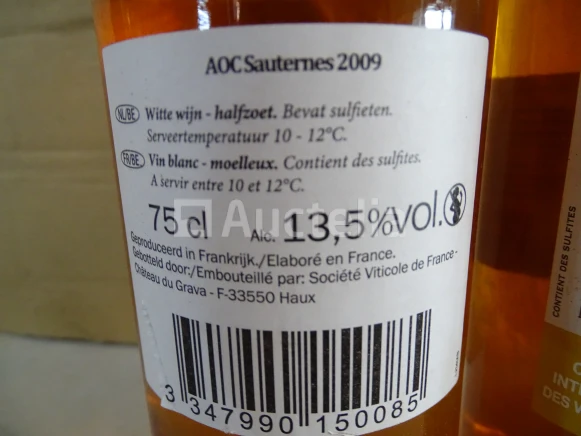 AOC Sauternes 2009
NL/BE Witte wijn - halfzoet. Bevat sulfieten.
Serveertemperatuur 10 - 12°C.
FR/BE Vin blanc - moelleux. Contient des sulfites.
A servir entre 10 et 12°C.
75 cl Alc. 13,5%vol.
Auctelia
Geproduceerd in Frankrijk./Elaboré en France.
Gebotteld door:/Embouteillé par: Société Viticole de France -
Château du Grava - F-33550 Haux
3 347990 150085
CONTIENT DES SULFITES
INT
DES V